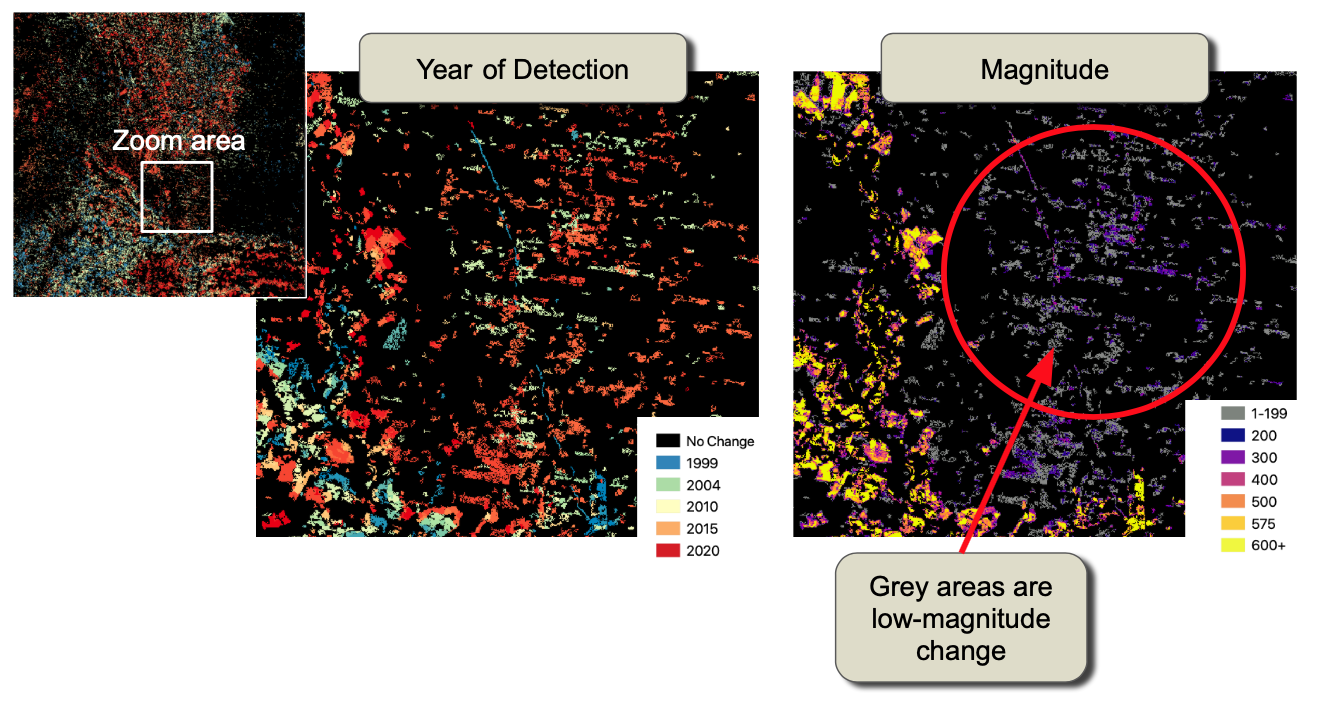 Year of Detection
Magnitude
Zoom area
No Change
1999
2004
2010
2015
2020
1-199
200
300
400
500
575
600+
Grey areas are
low-magnitude
change